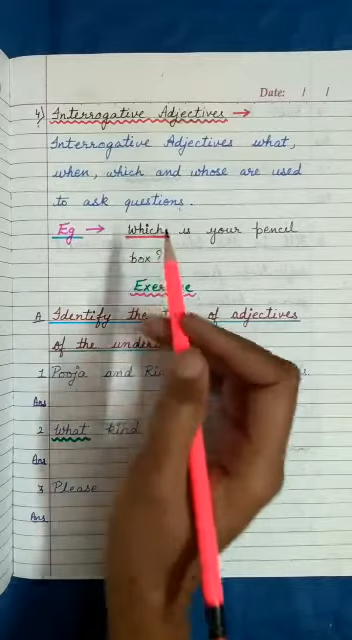 Date: / /
4) Interrogative Adjectives →
Interrogative Adjectives what,
when, which and whose are used
to ask questions.
Eg → Which is your pencil
box?
Exercise
A Identify the of adjectives
of the
1 Pooja and
Ans
2 What kind
Ans
3 Please
Ans